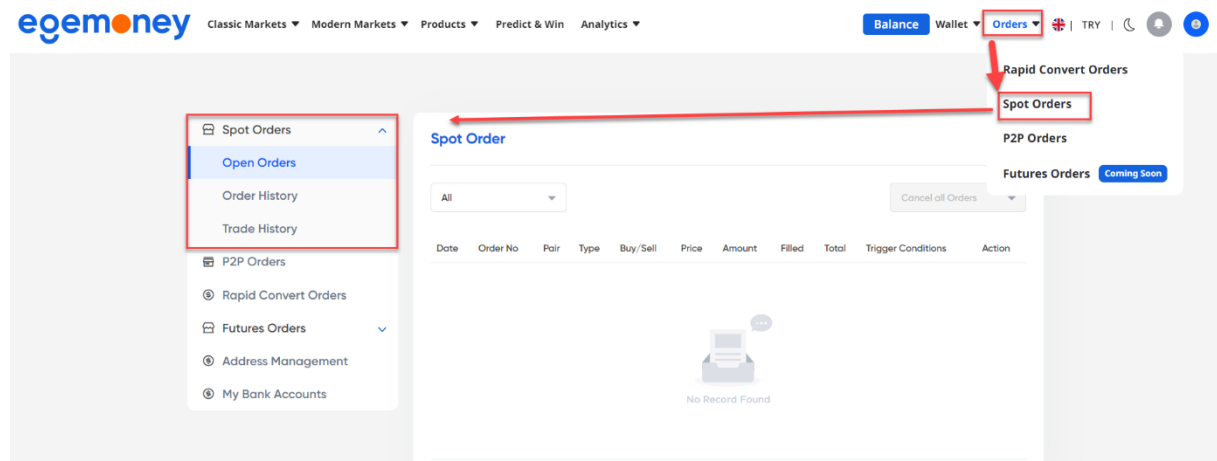 egemoney Classic Markets Modern Markets Products Predict & Win Analytics Balance Wallet Orders | TRY |
Rapid Convert Orders
Spot Orders
P2P Orders
Futures Orders Coming Soon
Spot Orders
Open Orders
Order History
Trade History
P2P Orders
Rapid Convert Orders
Futures Orders
Address Management
My Bank Accounts
Spot Order
All Cancel all Orders
Date Order No Pair Type Buy/Sell Price Amount Filled Total Trigger Conditions Action
No Record Found